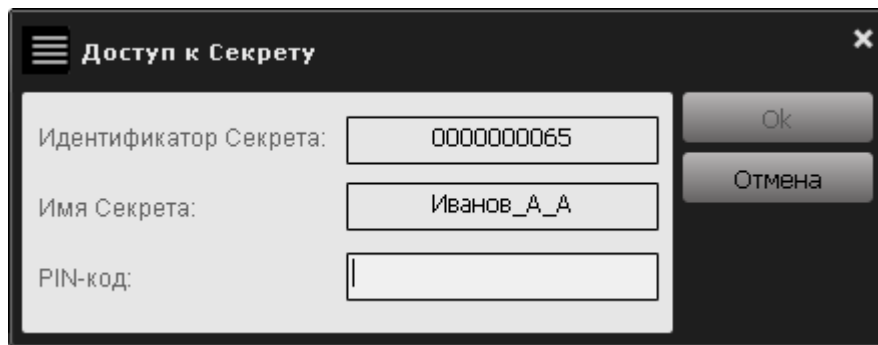 Доступ к Секрету
Идентификатор Секрета: 0000000065
Ok
Имя Секрета: Иванов_А_А
Отмена
PIN-код: